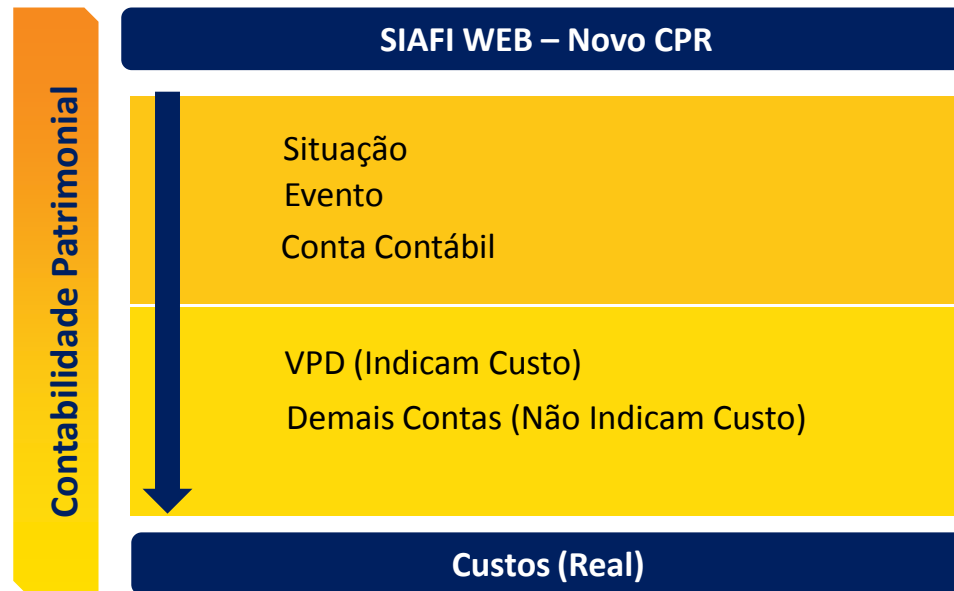 SIAFI WEB – Novo CPR
Contabilidade Patrimonial
Situação
Evento
Conta Contábil
VPD (Indicam Custo)
Demais Contas (Não Indicam Custo)
Custos (Real)